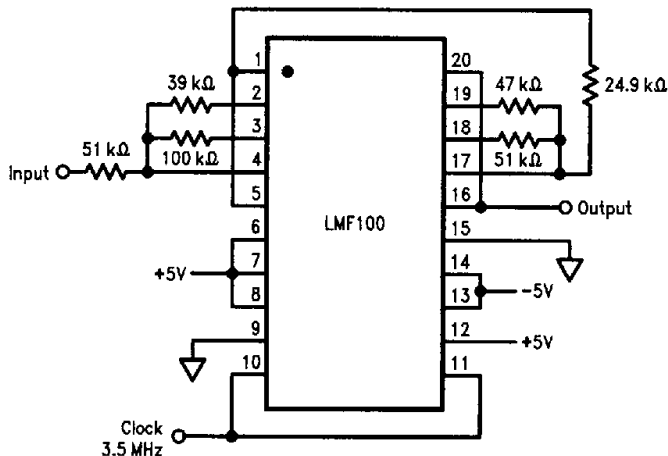 39 kΩ
100 kΩ
51 kΩ
Input
1
2
3
4
5
6
7
8
9
10
+5V
Clock
3.5 MHz
LMF100
20
19
18
17
16
15
14
13
12
11
47 kΩ
51 kΩ
24.9 kΩ
Output
-5V
+5V